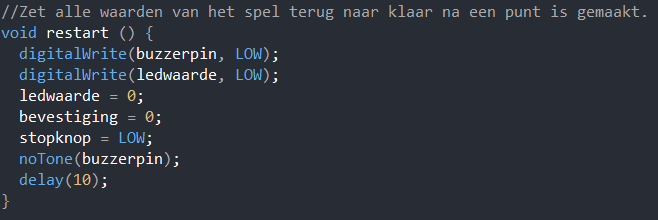 //Zet alle waarden van het spel terug naar klaar na een punt is gemaakt.
void restart () {
  digitalWrite(buzzerpin, LOW);
  digitalWrite(ledwaarde, LOW);
  ledwaarde = 0;
  bevestiging = 0;
  stopknop = LOW;
  noTone(buzzerpin);
  delay(10);
}